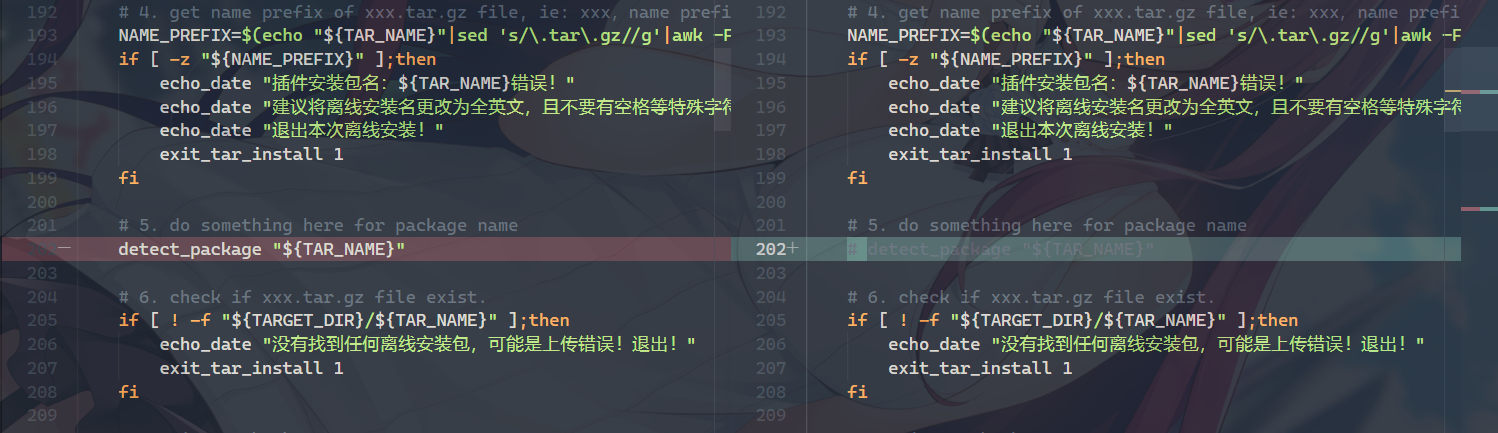 192 # 4. get name prefix of xxx.tar.gz file, ie: xxx, name prefi
193 NAME_PREFIX=$(echo "${TAR_NAME}"|sed 's/\.tar\.gz//g'|awk -F
194 if [ -z "${NAME_PREFIX}" ];then
195 echo_date "插件安装包名：${TAR_NAME}错误！"
196 echo_date "建议将离线安装名更改为全英文，且不要有空格等特殊字符
197 echo_date "退出本次离线安装！"
198 exit_tar_install 1
199 fi
200
201 # 5. do something here for package name
— detect_package "${TAR_NAME}"
203
204 # 6. check if xxx.tar.gz file exist.
205 if [ ! -f "${TARGET_DIR}/${TAR_NAME}" ];then
206 echo_date "没有找到任何离线安装包，可能是上传错误！退出！"
207 exit_tar_install 1
208 fi
209
192 # 4. get name prefix of xxx.tar.gz file, ie: xxx, name prefi
193 NAME_PREFIX=$(echo "${TAR_NAME}"|sed 's/\.tar\.gz//g'|awk -F
194 if [ -z "${NAME_PREFIX}" ];then
195 echo_date "插件安装包名：${TAR_NAME}错误！"
196 echo_date "建议将离线安装名更改为全英文，且不要有空格等特殊字符
197 echo_date "退出本次离线安装！"
198 exit_tar_install 1
199 fi
200
201 # 5. do something here for package name
202+ # detect_package "${TAR_NAME}"
203
204 # 6. check if xxx.tar.gz file exist.
205 if [ ! -f "${TARGET_DIR}/${TAR_NAME}" ];then
206 echo_date "没有找到任何离线安装包，可能是上传错误！退出！"
207 exit_tar_install 1
208 fi
209